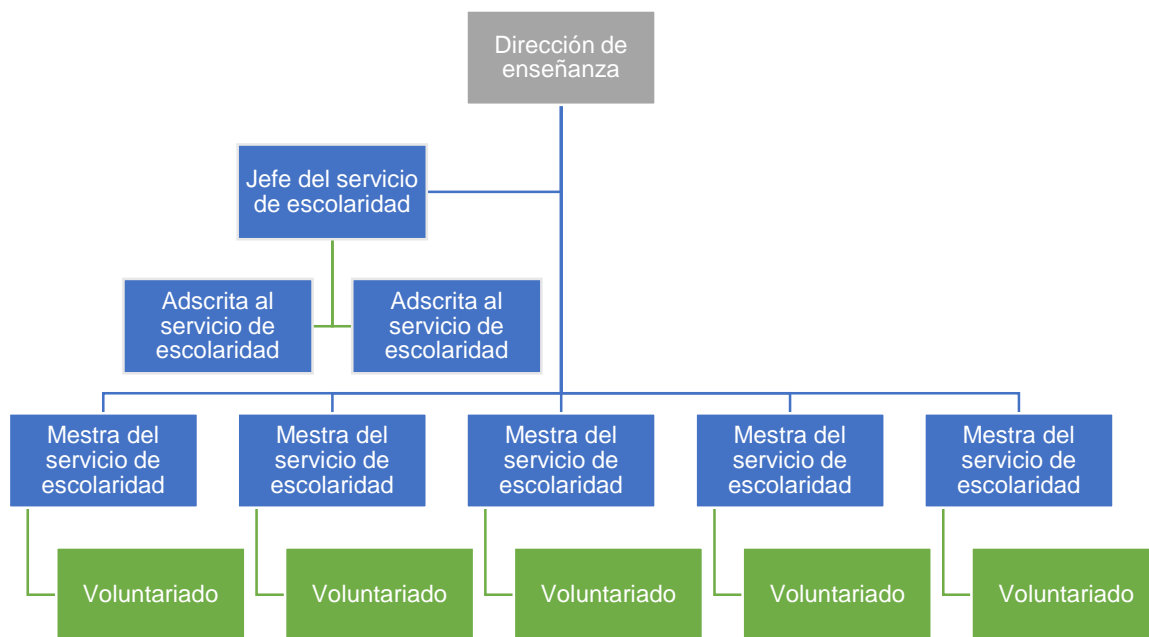 Dirección de
enseñanza
Jefe del servicio
de escolaridad
Adscrita al
servicio de
escolaridad
Adscrita al
servicio de
escolaridad
Mestra del
servicio de
escolaridad
Mestra del
servicio de
escolaridad
Mestra del
servicio de
escolaridad
Mestra del
servicio de
escolaridad
Mestra del
servicio de
escolaridad
Voluntariado
Voluntariado
Voluntariado
Voluntariado
Voluntariado